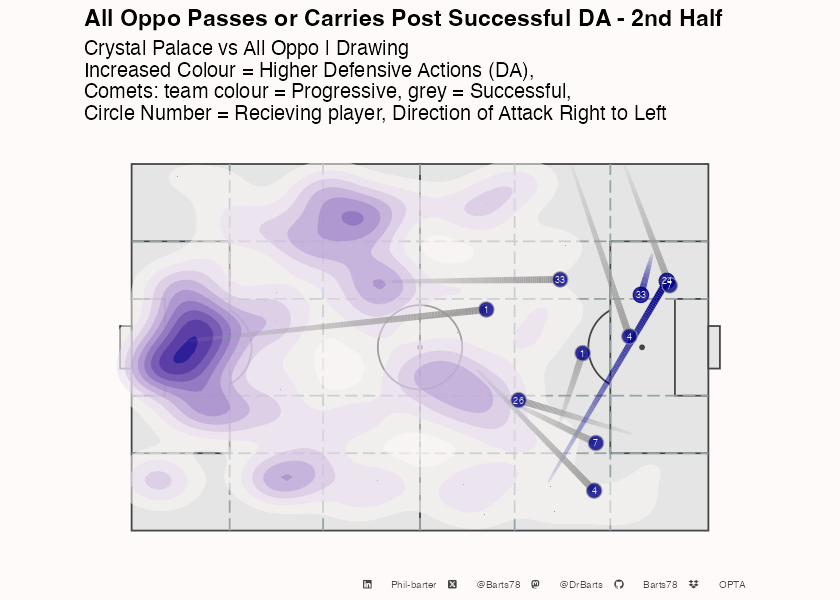 All Oppo Passes or Carries Post Successful DA - 2nd Half
Crystal Palace vs All Oppo | Drawing
Increased Colour = Higher Defensive Actions (DA),
Comets: team colour = Progressive, grey = Successful,
Circle Number = Recieving player, Direction of Attack Right to Left
33
24
33
1
4
1
26
7
4
Phil-barter @Barts78 @DrBarts Barts78 OPTA